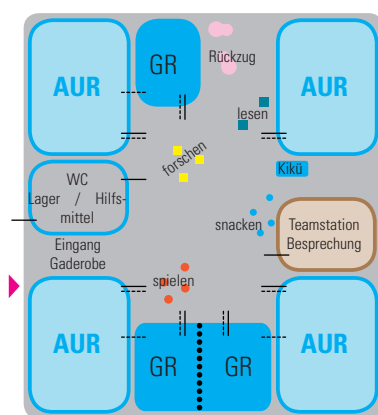 AUR
GR
Rückzug
AUR
lesen
forschen
WC
Lager / Hilfs-
mittel
Kikü
snacken
Teamstation
Besprechung
Eingang
Gaderobe
spielen
AUR
GR
GR
AUR